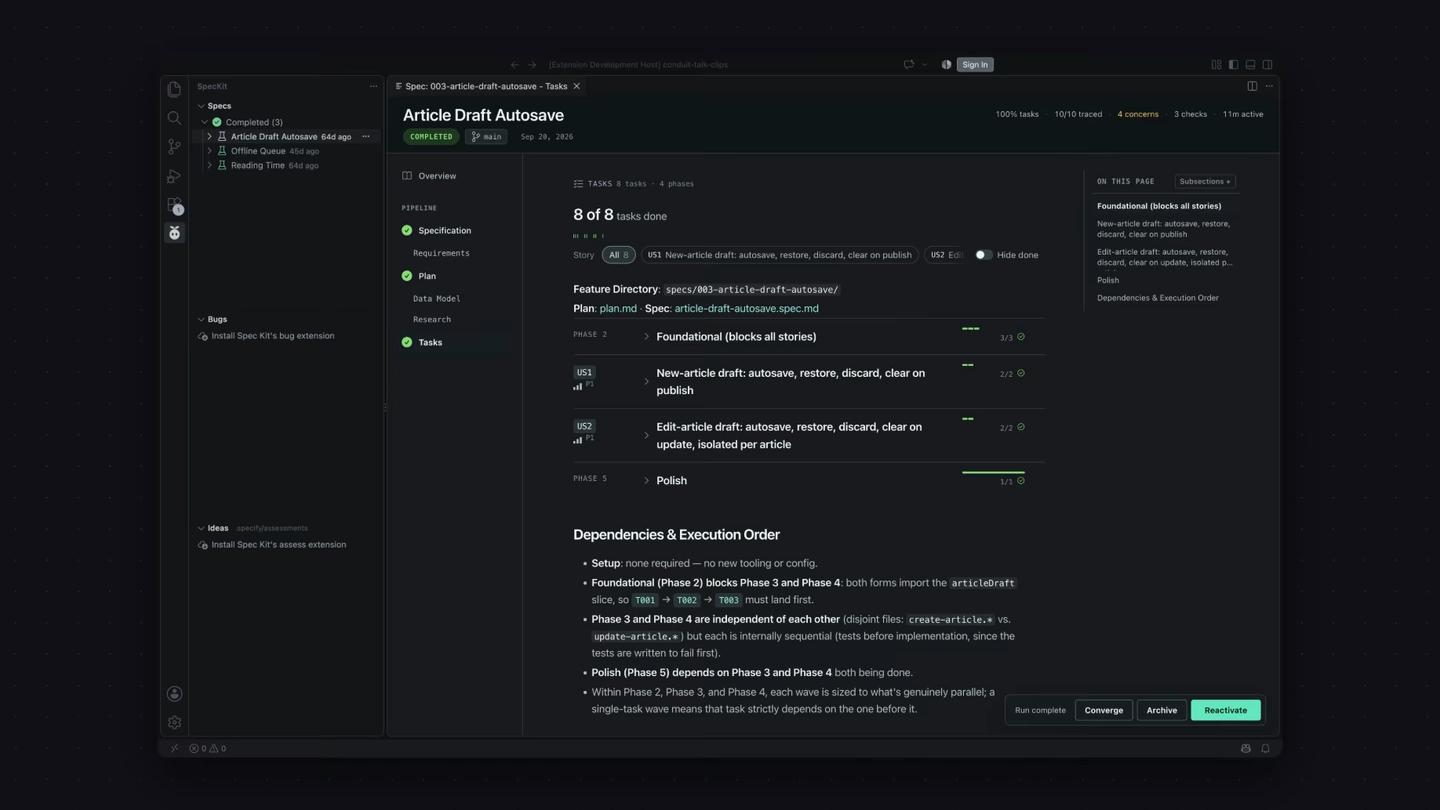 [Extension Development Host] conduit-talk-clips
Sign In
SpecKit
Specs
Completed (3)
Article Draft Autosave 64d ago
Offline Queue 45d ago
Reading Time 64d ago
1
Bugs
Install Spec Kit's bug extension
Ideas .specify/assessments
Install Spec Kit's assess extension
Spec: 003-article-draft-autosave - Tasks
Article Draft Autosave
COMPLETED
main
Sep 20, 2026
100% tasks · 10/10 traced · 4 concerns · 3 checks · 11m active
Overview
PIPELINE
Specification
Requirements
Plan
Data Model
Research
Tasks
TASKS 8 tasks · 4 phases
8 of 8 tasks done
Story All 8 US1 New-article draft: autosave, restore, discard, clear on publish US2 Edi Hide done
Feature Directory: specs/003-article-draft-autosave/
Plan: plan.md · Spec: article-draft-autosave.spec.md
PHASE 2 Foundational (blocks all stories) 3/3
US1 P1 New-article draft: autosave, restore, discard, clear on
publish 2/2
US2 P1 Edit-article draft: autosave, restore, discard, clear on
update, isolated per article 2/2
PHASE 5 Polish 1/1
Dependencies & Execution Order
Setup: none required — no new tooling or config.
Foundational (Phase 2) blocks Phase 3 and Phase 4: both forms import the articleDraft
slice, so T001 → T002 → T003 must land first.
Phase 3 and Phase 4 are independent of each other (disjoint files: create-article.* vs.
update-article.*) but each is internally sequential (tests before implementation, since the
tests are written to fail first).
Polish (Phase 5) depends on Phase 3 and Phase 4 both being done.
Within Phase 2, Phase 3, and Phase 4, each wave is sized to what's genuinely parallel; a
single-task wave means that task strictly depends on the one before it.
ON THIS PAGE
Subsections +
Foundational (blocks all stories)
New-article draft: autosave, restore,
discard, clear on publish
Edit-article draft: autosave, restore,
discard, clear on update, isolated p...
Polish
Dependencies & Execution Order
Run complete
Converge
Archive
Reactivate
0 0